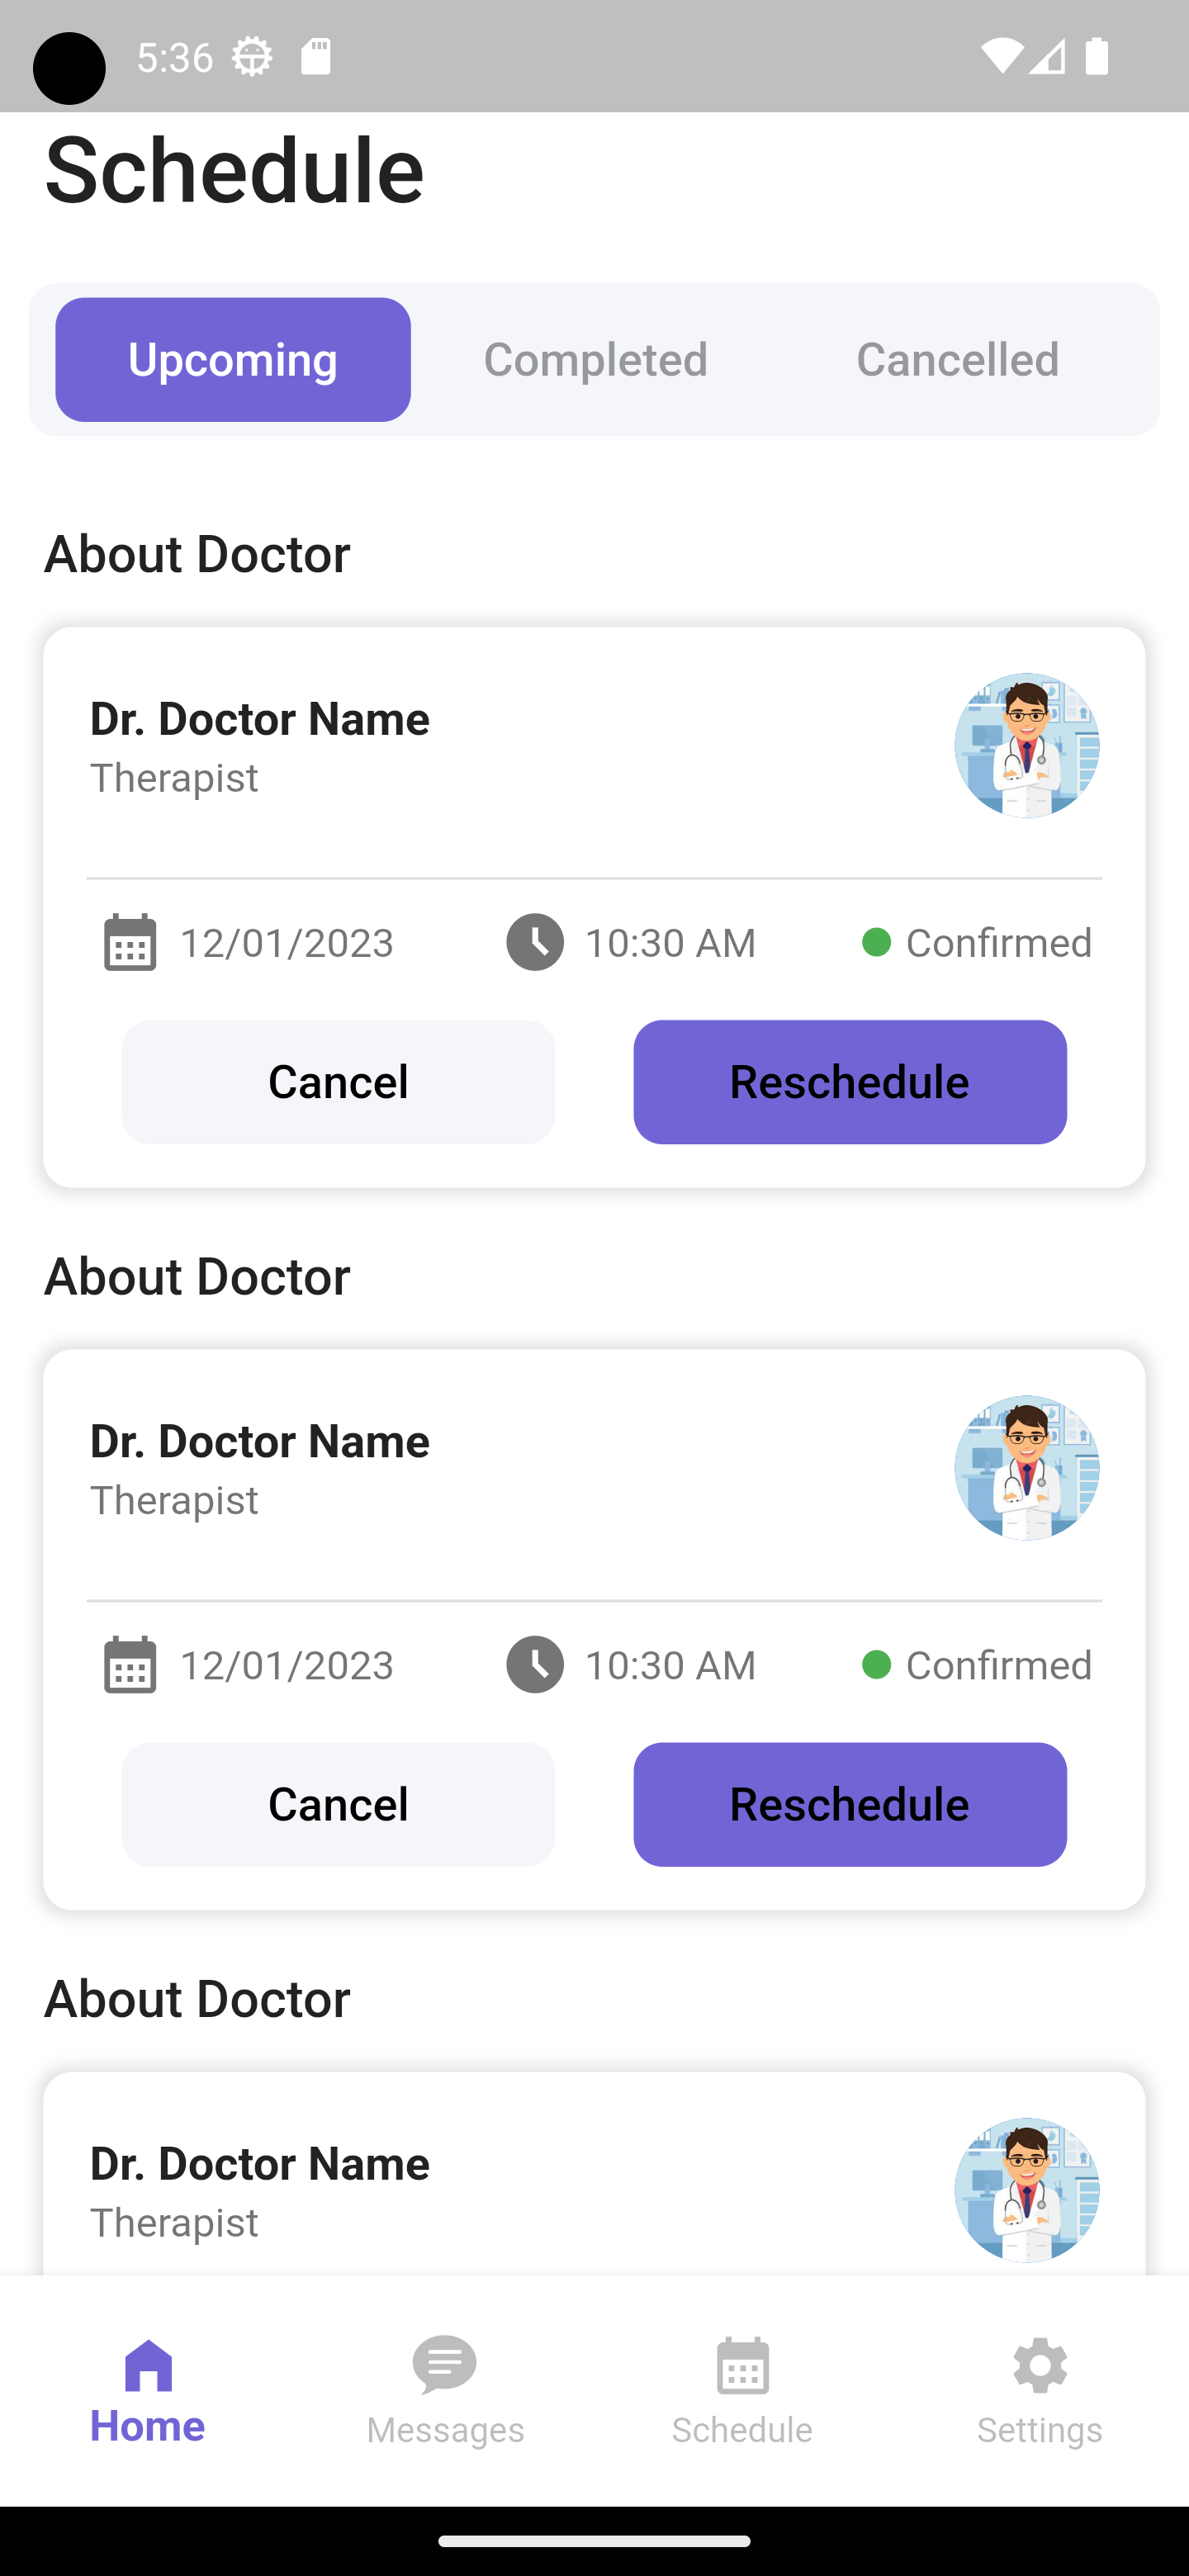 5:36
Schedule
Upcoming Completed Cancelled
About Doctor
Dr. Doctor Name
Therapist
12/01/2023 10:30 AM Confirmed
Cancel Reschedule
About Doctor
Dr. Doctor Name
Therapist
12/01/2023 10:30 AM Confirmed
Cancel Reschedule
About Doctor
Dr. Doctor Name
Therapist
Home Messages Schedule Settings